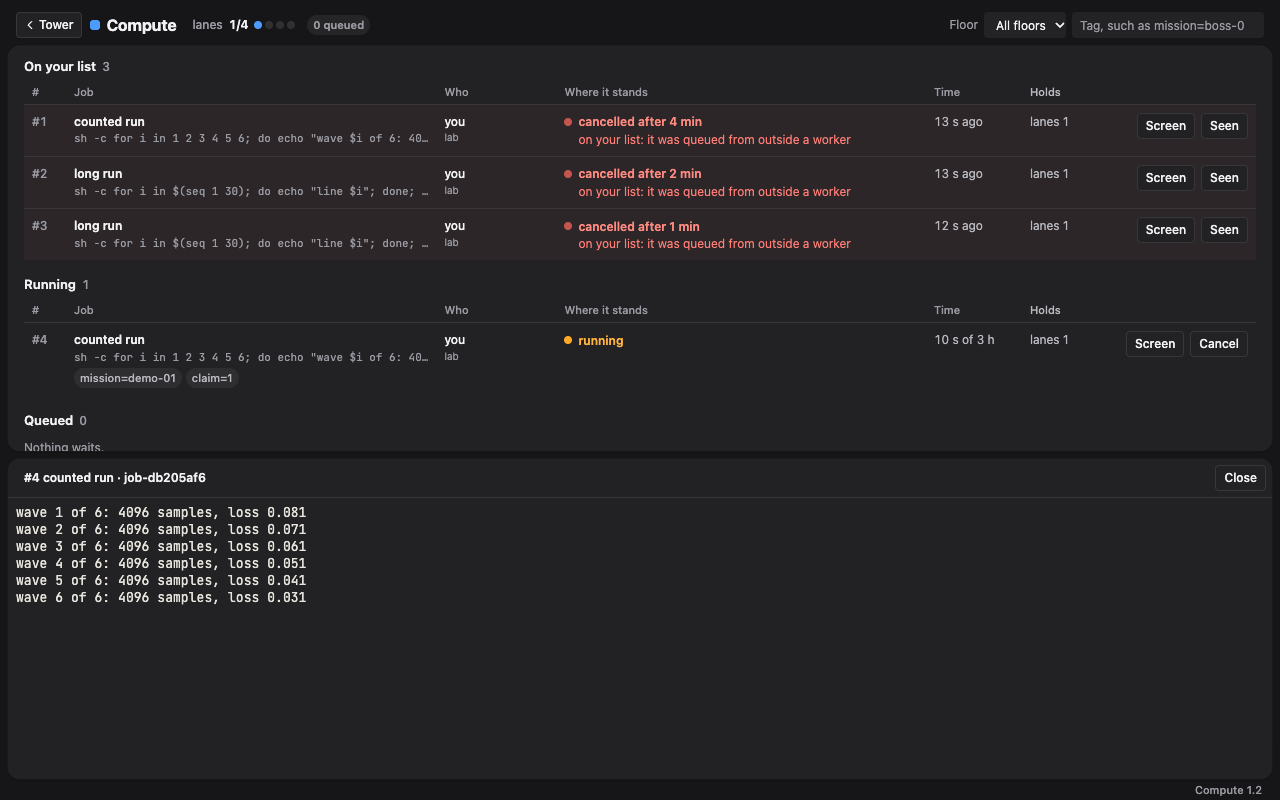 Tower
Compute
lanes 1/4
0 queued
Floor
All floors
Tag, such as mission=boss-0
On your list 3
# Job Who Where it stands Time Holds
#1 counted run you cancelled after 4 min 13 s ago lanes 1 Screen Seen
sh -c for i in 1 2 3 4 5 6; do echo "wave $i of 6: 40… lab on your list: it was queued from outside a worker
#2 long run you cancelled after 2 min 13 s ago lanes 1 Screen Seen
sh -c for i in $(seq 1 30); do echo "line $i"; done; … lab on your list: it was queued from outside a worker
#3 long run you cancelled after 1 min 12 s ago lanes 1 Screen Seen
sh -c for i in $(seq 1 30); do echo "line $i"; done; … lab on your list: it was queued from outside a worker
Running 1
# Job Who Where it stands Time Holds
#4 counted run you running 10 s of 3 h lanes 1 Screen Cancel
sh -c for i in 1 2 3 4 5 6; do echo "wave $i of 6: 40… lab
mission=demo-01 claim=1
Queued 0
Nothing waits.
#4 counted run · job-db205af6 Close
wave 1 of 6: 4096 samples, loss 0.081
wave 2 of 6: 4096 samples, loss 0.071
wave 3 of 6: 4096 samples, loss 0.061
wave 4 of 6: 4096 samples, loss 0.051
wave 5 of 6: 4096 samples, loss 0.041
wave 6 of 6: 4096 samples, loss 0.031
Compute 1.2